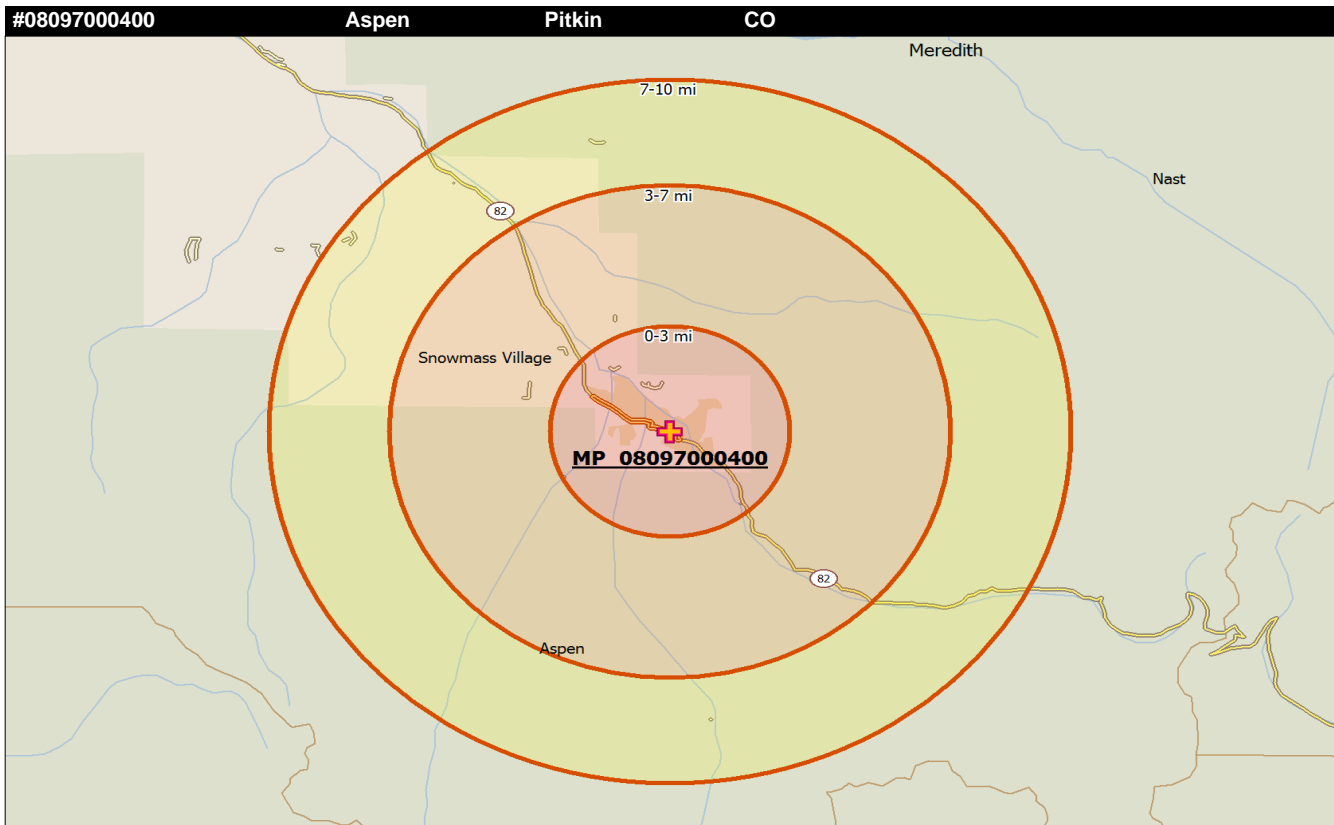 #08097000400 Aspen Pitkin CO
Meredith
7-10 mi
Nast
3-7 mi
82
0-3 mi
Snowmass Village
MP 08097000400
82
Aspen